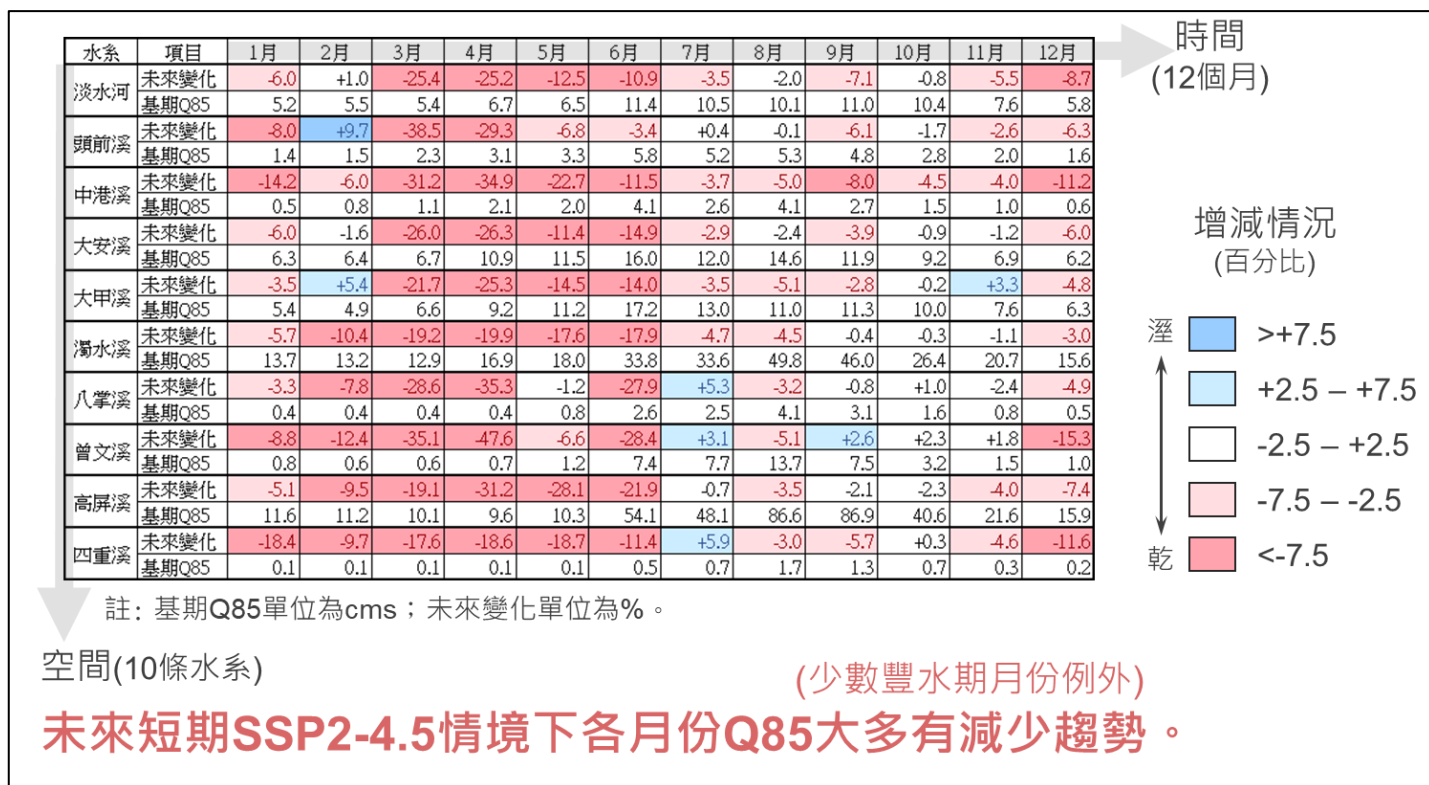 水系 項目 1月 2月 3月 4月 5月 6月 7月 8月 9月 10月 11月 12月
淡水河 未來變化 -6.0 +1.0 -25.4 -25.2 -12.5 -10.9 -3.5 -2.0 -7.1 -0.8 -5.5 -8.7
基期Q85 5.2 5.5 5.4 6.7 6.5 11.4 10.5 10.1 11.0 10.4 7.6 5.8
頭前溪 未來變化 -8.0 +9.7 -38.5 -29.3 -6.8 -3.4 +0.4 -0.1 -6.1 -1.7 -2.6 -6.3
基期Q85 1.4 1.5 2.3 3.1 3.3 5.8 5.2 5.3 4.8 2.8 2.0 1.6
中港溪 未來變化 -14.2 -6.0 -31.2 -34.9 -22.7 -11.5 -3.7 -5.0 -8.0 -4.5 -4.0 -11.2
基期Q85 0.5 0.8 1.1 2.1 2.0 4.1 2.6 4.1 2.7 1.5 1.0 0.6
大安溪 未來變化 -6.0 -1.6 -26.0 -26.3 -11.4 -14.9 -2.9 -2.4 -3.9 -0.9 -1.2 -6.0
基期Q85 6.3 6.4 6.7 10.9 11.5 16.0 12.0 14.6 11.9 9.2 6.9 6.2
大甲溪 未來變化 -3.5 +5.4 -21.7 -25.3 -14.5 -14.0 -3.5 -5.1 -2.8 -0.2 +3.3 -4.8
基期Q85 5.4 4.9 6.6 9.2 11.2 17.2 13.0 11.0 11.3 10.0 7.6 6.3
濁水溪 未來變化 -5.7 -10.4 -19.2 -19.9 -17.6 -17.9 -4.7 -4.5 -0.4 -0.3 -1.1 -3.0
基期Q85 13.7 13.2 12.9 16.9 18.0 33.8 33.6 49.8 46.0 26.4 20.7 15.6
八掌溪 未來變化 -3.3 -7.8 -28.6 -35.3 -1.2 -27.9 +5.3 -3.2 -0.8 +1.0 -2.4 -4.9
基期Q85 0.4 0.4 0.4 0.4 0.8 2.6 2.5 4.1 3.1 1.6 0.8 0.5
曾文溪 未來變化 -8.8 -12.4 -35.1 -47.6 -6.6 -28.4 +3.1 -5.1 +2.6 +2.3 +1.8 -15.3
基期Q85 0.8 0.6 0.6 0.7 1.2 7.4 7.7 13.7 7.5 3.2 1.5 1.0
高屏溪 未來變化 -5.1 -9.5 -19.1 -31.2 -28.1 -21.9 -0.7 -3.5 -2.1 -2.3 -4.0 -7.4
基期Q85 11.6 11.2 10.1 9.6 10.3 54.1 48.1 86.6 86.9 40.6 21.6 15.9
四重溪 未來變化 -18.4 -9.7 -17.6 -18.6 -18.7 -11.4 +5.9 -3.0 -5.7 +0.3 -4.6 -11.6
基期Q85 0.1 0.1 0.1 0.1 0.1 0.5 0.7 1.7 1.3 0.7 0.3 0.2
時間
(12個月)
增減情況
(百分比)
溼 >+7.5
+2.5 – +7.5
-2.5 – +2.5
-7.5 – -2.5
乾 <-7.5
註: 基期Q85單位為cms；未來變化單位為%。
空間(10條水系)
(少數豐水期月份例外)
未來短期SSP2-4.5情境下各月份Q85大多有減少趨勢。